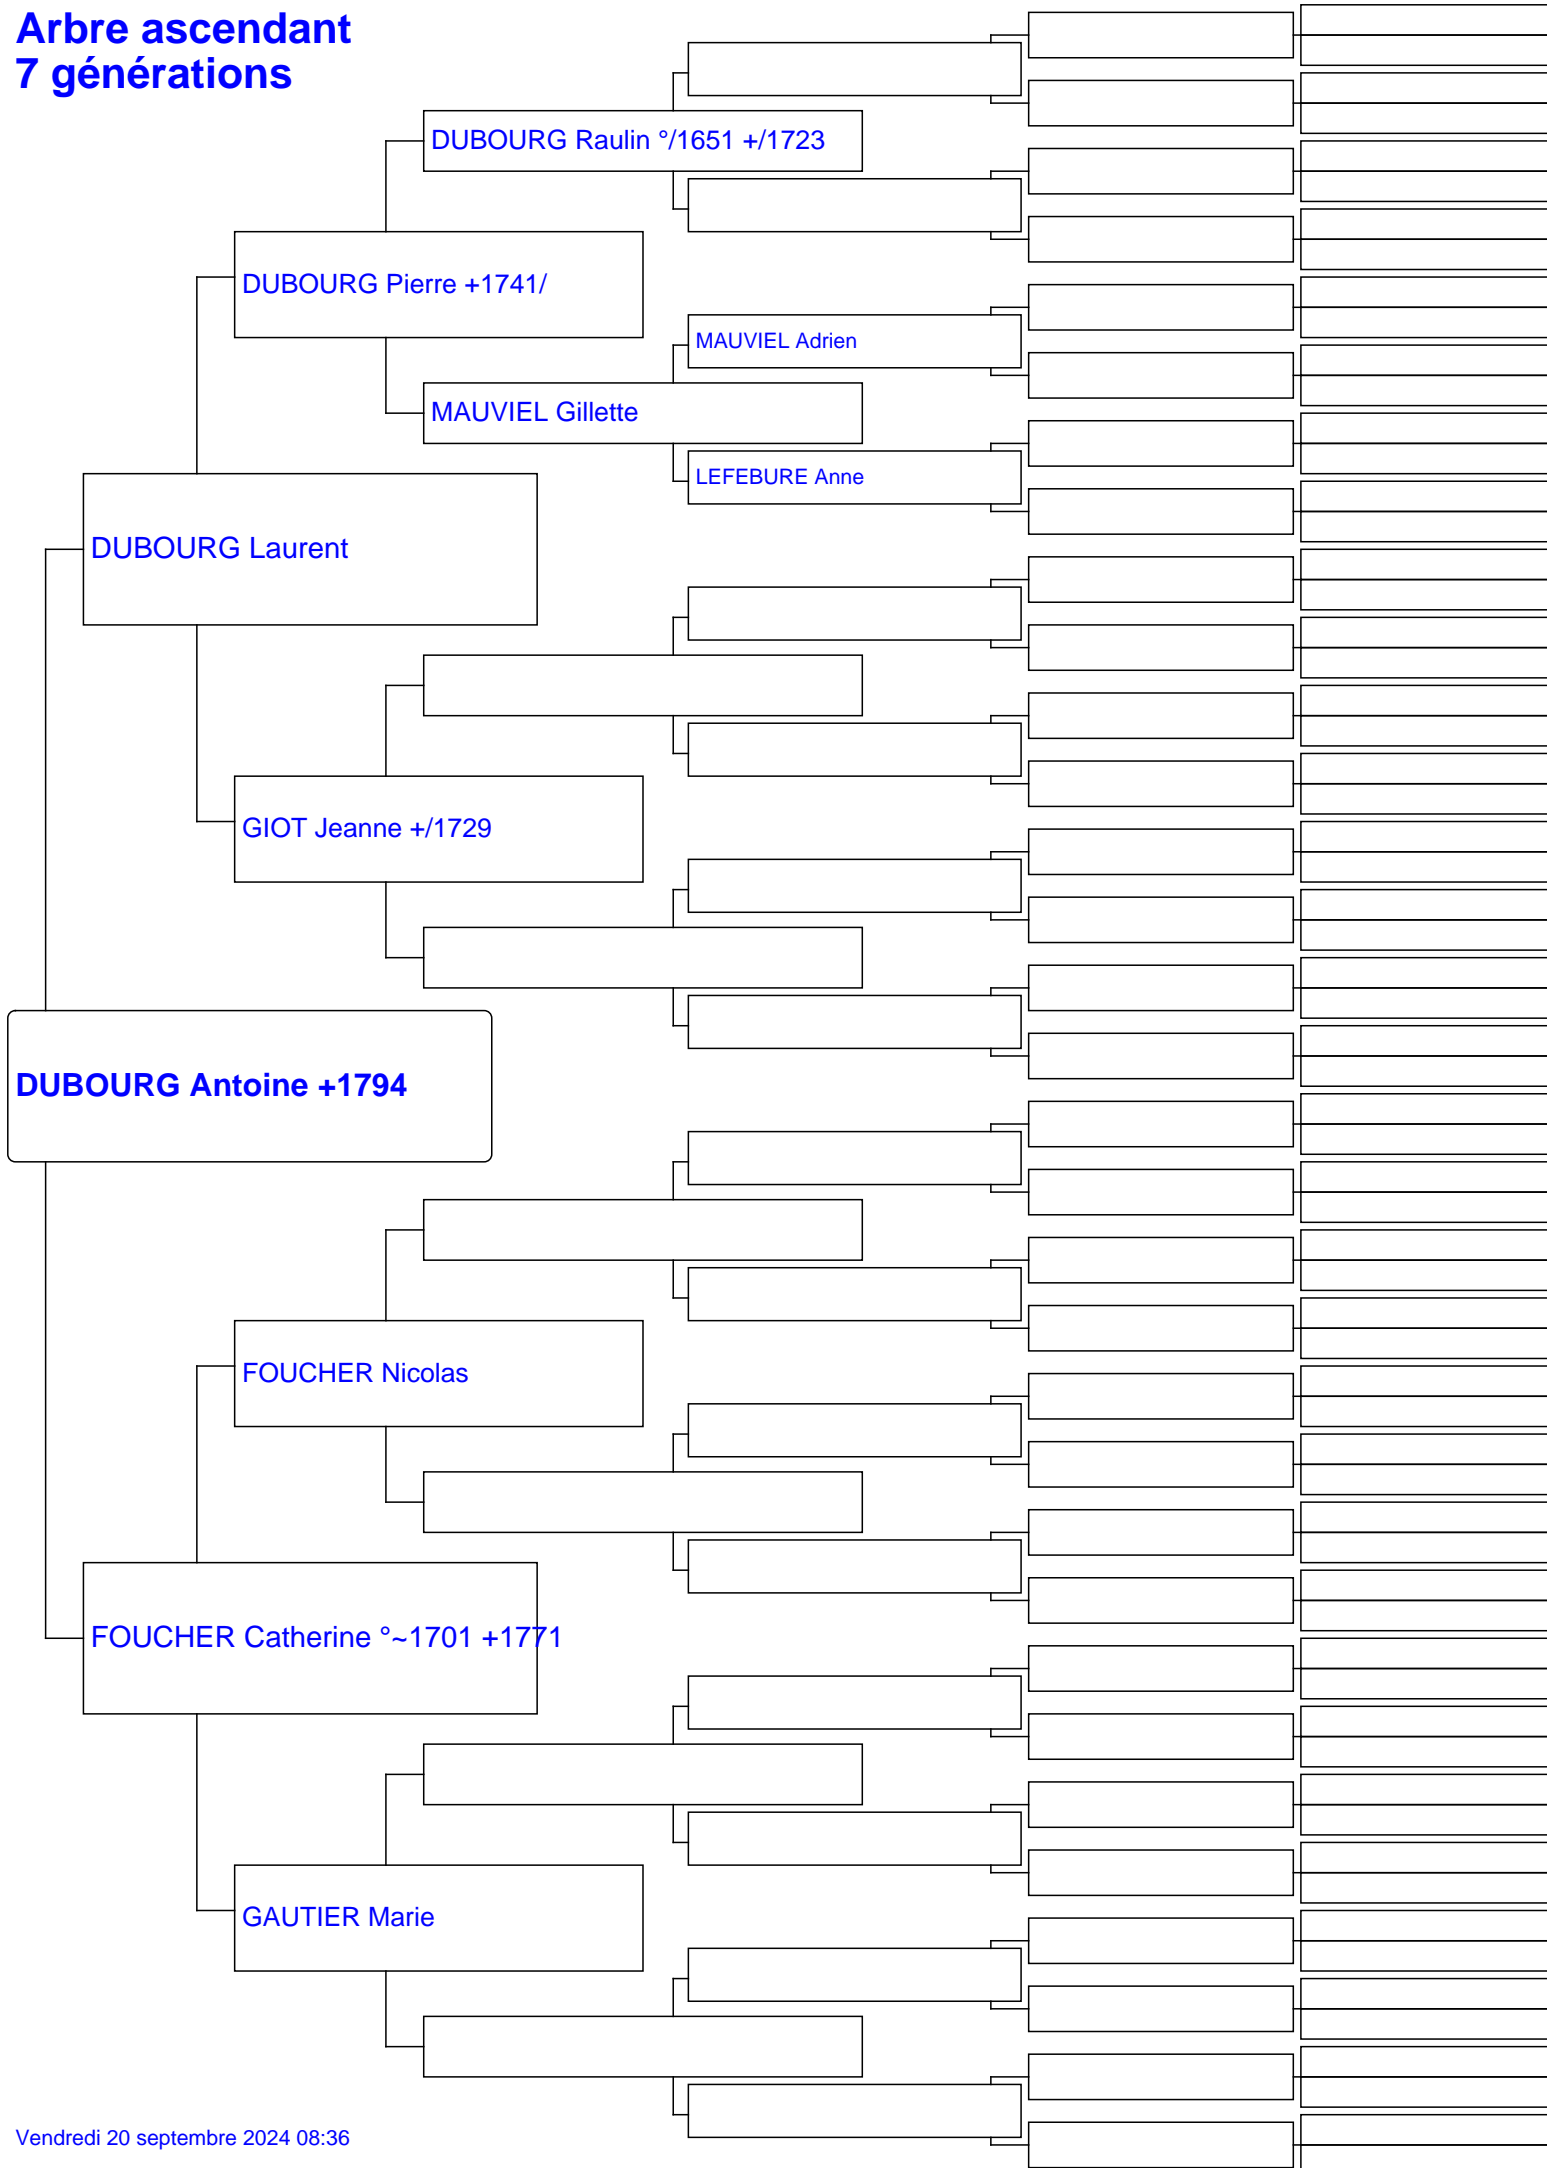 Arbre ascendant
7 générations
DUBOURG Raulin °/1651 +/1723
DUBOURG Pierre +1741/
MAUVIEL Adrien
MAUVIEL Gillette
LEFEBURE Anne
DUBOURG Laurent
GIOT Jeanne +/1729
DUBOURG Antoine +1794
FOUCHER Nicolas
FOUCHER Catherine °~1701 +1771
GAUTIER Marie
Vendredi 20 septembre 2024 08:36